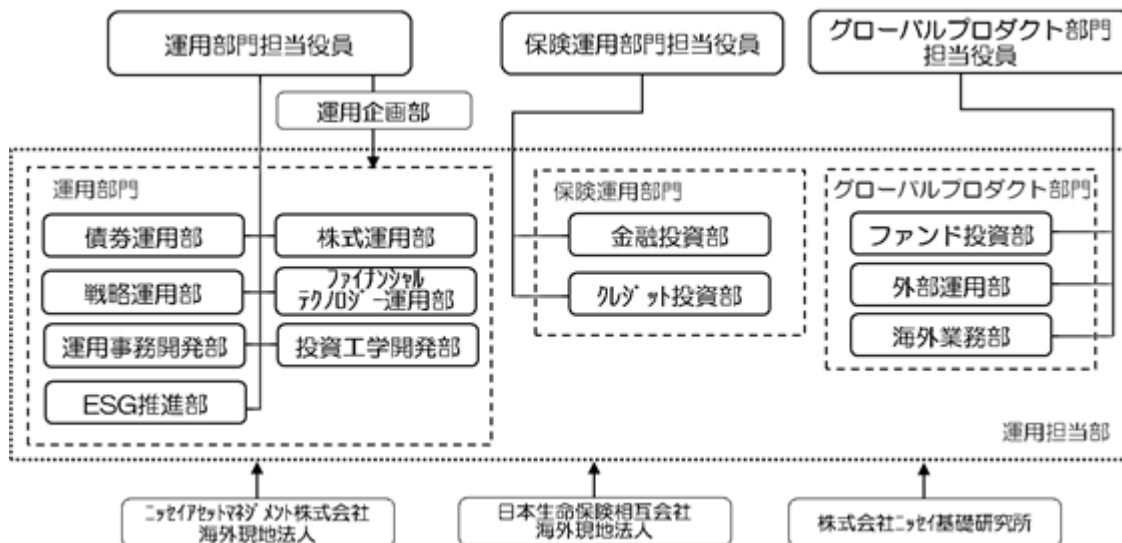 運用部門担当役員
保険運用部門担当役員
グローバルプロダクト部門
担当役員
運用企画部
運用部門
債券運用部
株式運用部
戦略運用部
ファイナンシャル
テクノロジー運用部
運用事務開発部
投資工学開発部
ESG推進部
保険運用部門
金融投資部
クレジット投資部
グローバルプロダクト部門
ファンド投資部
外部運用部
海外業務部
運用担当部
ニッセイアセットマネジメント株式会社
海外現地法人
日本生命保険相互会社
海外現地法人
株式会社ニッセイ基礎研究所